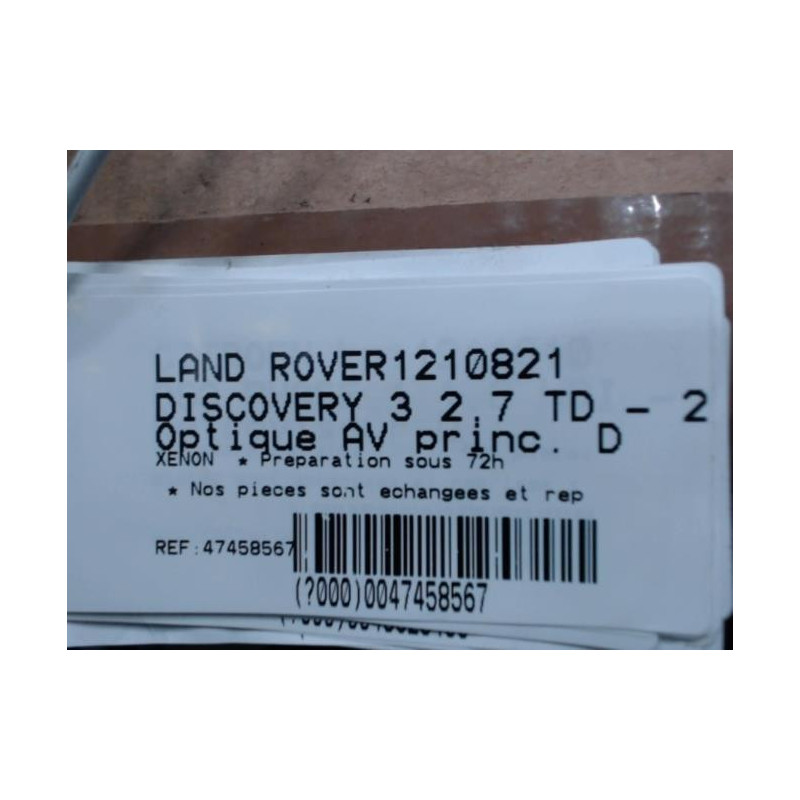 LAND ROVER1210821
DISCOVERY 3 2.7 TD - 2
Optique AV princ. D
XENON * Preparation sous 72h
* Nos pieces sont echangees et rep
REF:47458567
(?000)0047458567